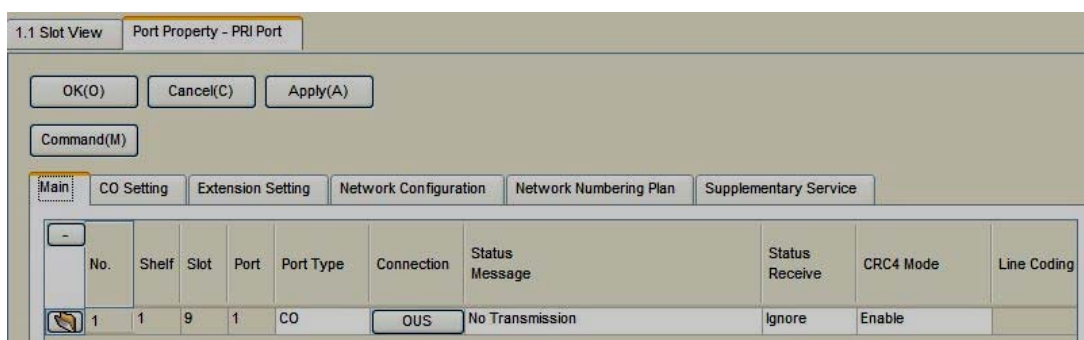 1.1 Slot View Port Property - PRI Port
OK(O) Cancel(C) Apply(A)
Command(M)
Main CO Setting Extension Setting Network Configuration Network Numbering Plan Supplementary Service
- No. Shelf Slot Port Port Type Connection Status Message Status Receive CRC4 Mode Line Coding
1 1 9 1 CO OUS No Transmission Ignore Enable